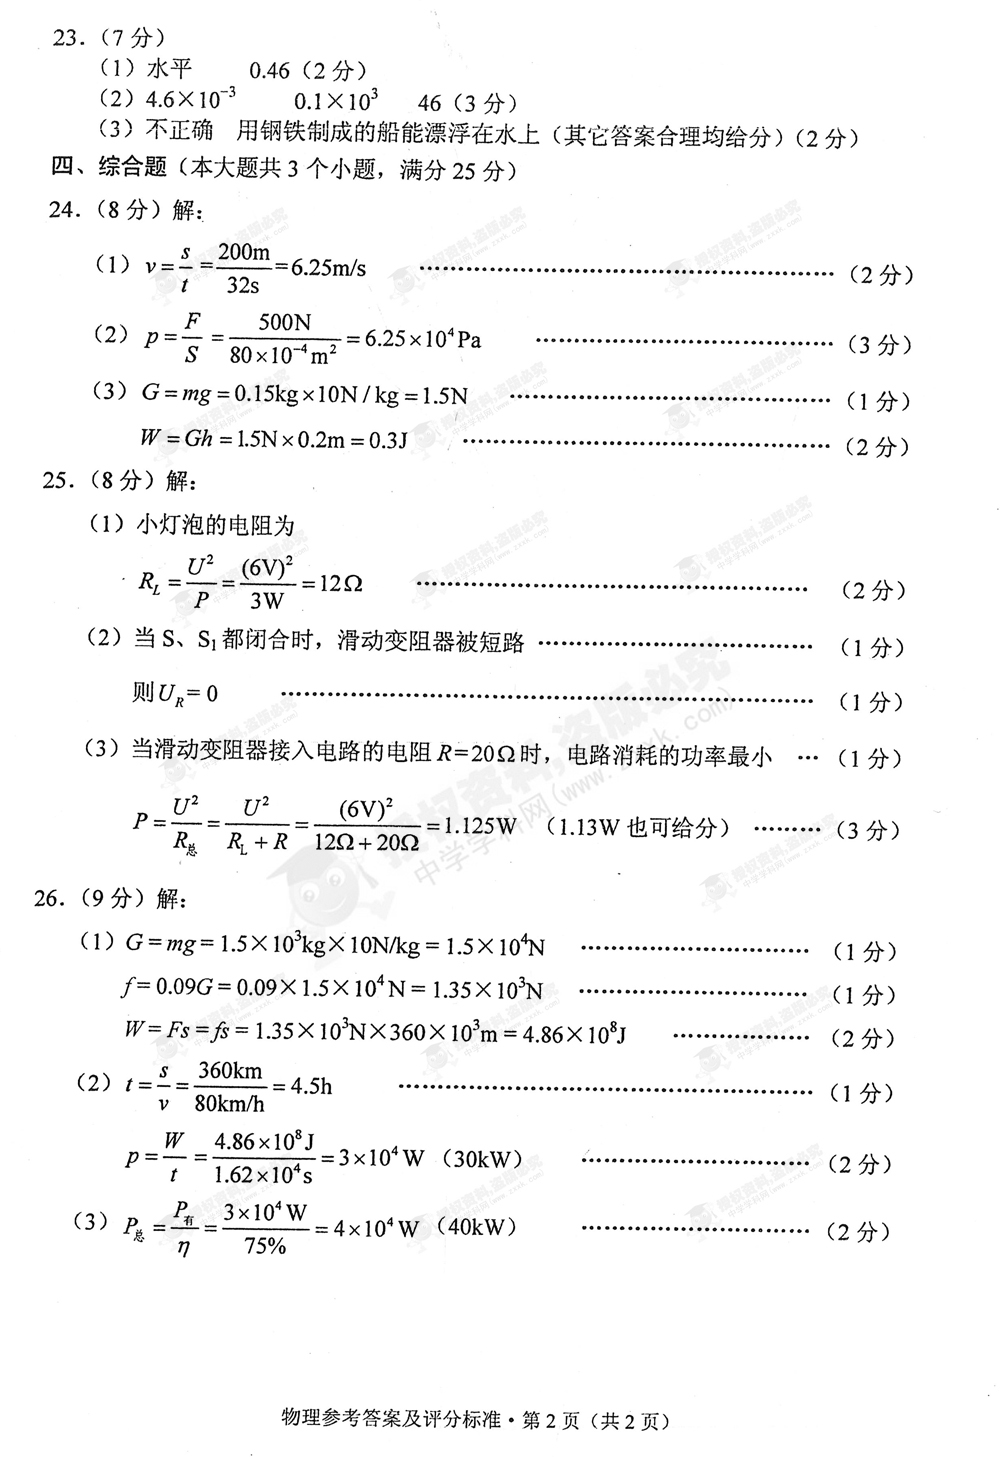 23.（7 分）
（1）水平 0.46（2 分）
（2）4.6×10⁻³ 0.1×10³ 46（3 分）
（3）不正确 用钢铁制成的船能漂浮在水上（其它答案合理均给分）（2 分）
四、综合题（本大题共 3 个小题，满分 25 分）
24.（8 分）解：
（1）v=s/t=200m/32s=6.25m/s ……………………（2 分）
（2）p=F/S=500N/80×10⁻⁴m²=6.25×10⁴Pa ……………………（3 分）
（3）G=mg=0.15kg×10N/kg=1.5N ……………………（1 分）
W=Gh=1.5N×0.2m=0.3J ……………………（2 分）
25.（8 分）解：
（1）小灯泡的电阻为
R_L=U²/P=(6V)²/3W=12Ω ……………………（2 分）
（2）当 S、S₁都闭合时，滑动变阻器被短路 ……………………（1 分）
则U_R=0 ……………………（1 分）
（3）当滑动变阻器接入电路的电阻R=20Ω时，电路消耗的功率最小 …（1 分）
P=U²/R总=U²/(R_L+R)=(6V)²/(12Ω+20Ω)=1.125W （1.13W 也可给分）………（3 分）
26.（9 分）解：
（1）G=mg=1.5×10³kg×10N/kg=1.5×10⁴N ……………………（1 分）
f=0.09G=0.09×1.5×10⁴N=1.35×10³N ……………………（1 分）
W=Fs=fs=1.35×10³N×360×10³m=4.86×10⁸J ………………（2 分）
（2）t=s/v=360km/80km/h=4.5h ……………………（1 分）
p=W/t=4.86×10⁸J/1.62×10⁴s=3×10⁴W（30kW） ……………………（2 分）
（3）P总=P有/η=3×10⁴W/75%=4×10⁴W（40kW） ……………………（2 分）
物理参考答案及评分标准·第 2 页（共 2 页）